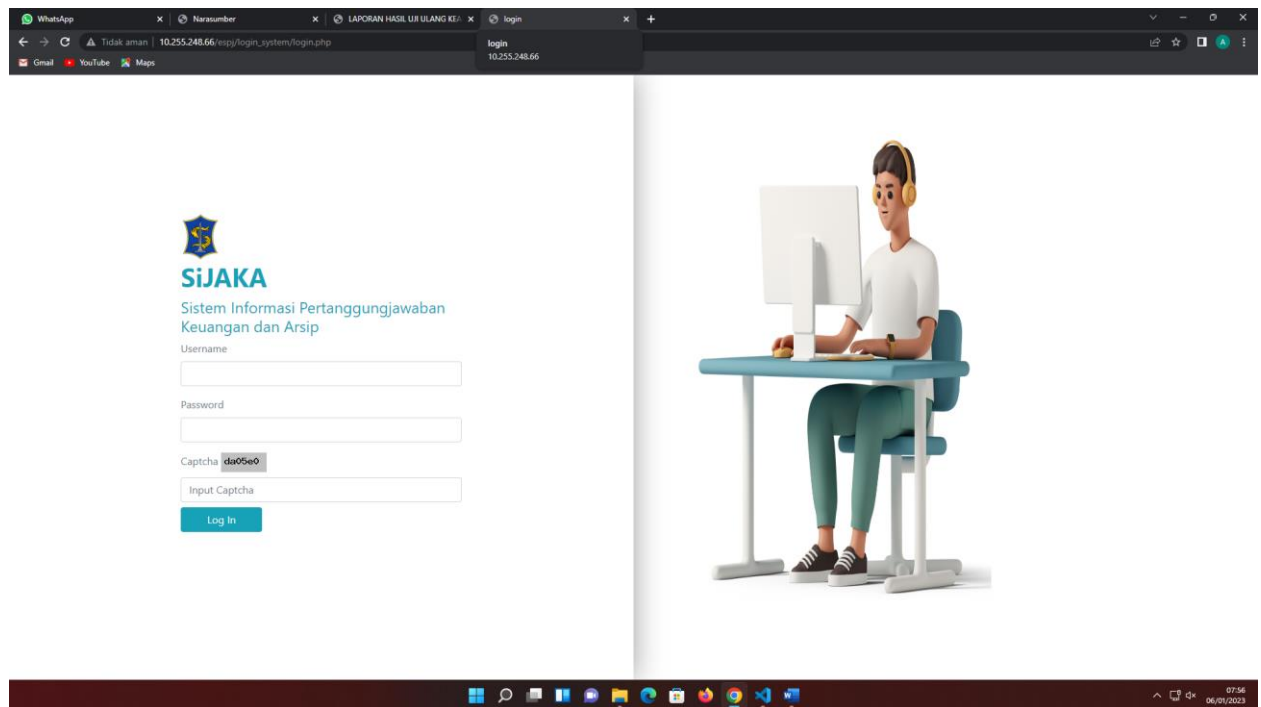 WhatsApp
Narasumber
LAPORAN HASIL UJI ULANG KEA
login
Tidak aman
10.255.248.66/espj/login_system/login.php
login
10.255.248.66
A
Gmail
YouTube
Maps
SiJAKA
Sistem Informasi Pertanggungjawaban
Keuangan dan Arsip
Username
Password
Captcha da05e0
Input Captcha
Log In
07:56
06/01/2023